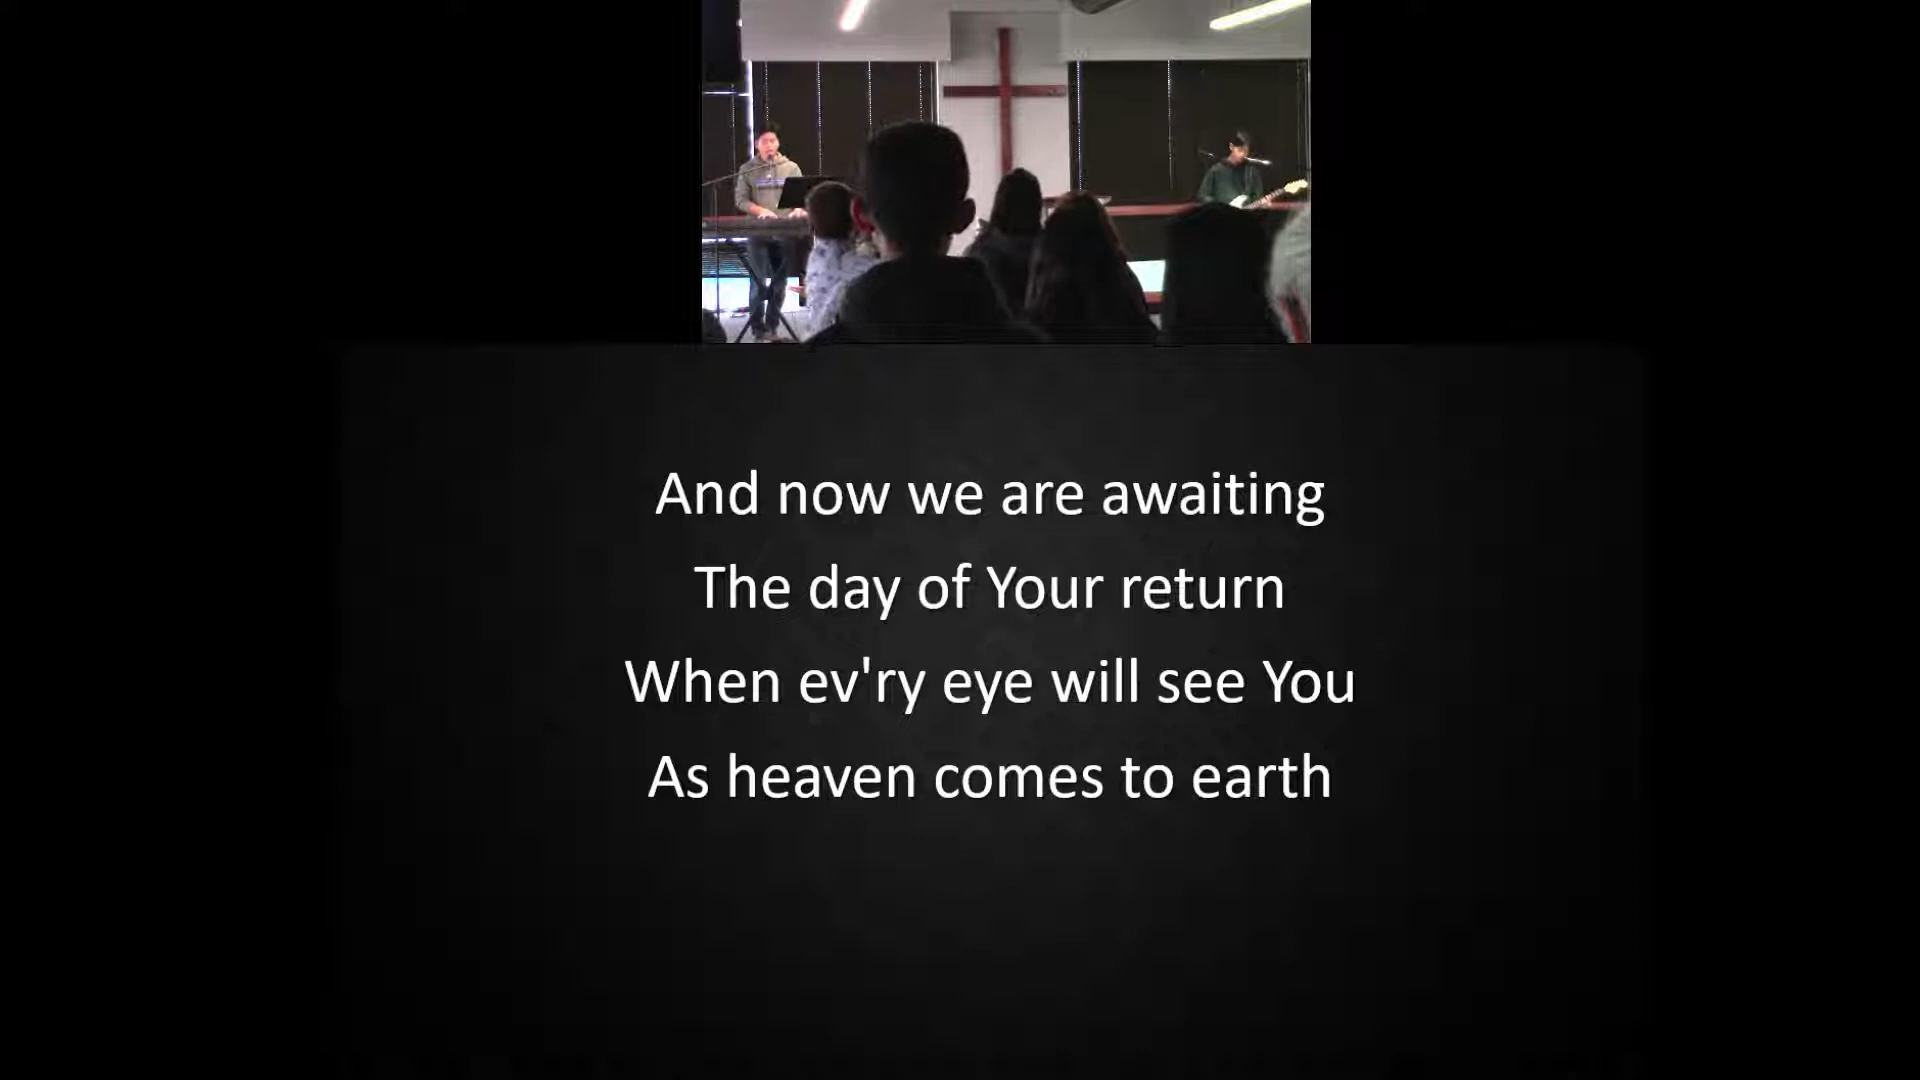 And now we are awaiting
The day of Your return
When ev'ry eye will see You
As heaven comes to earth